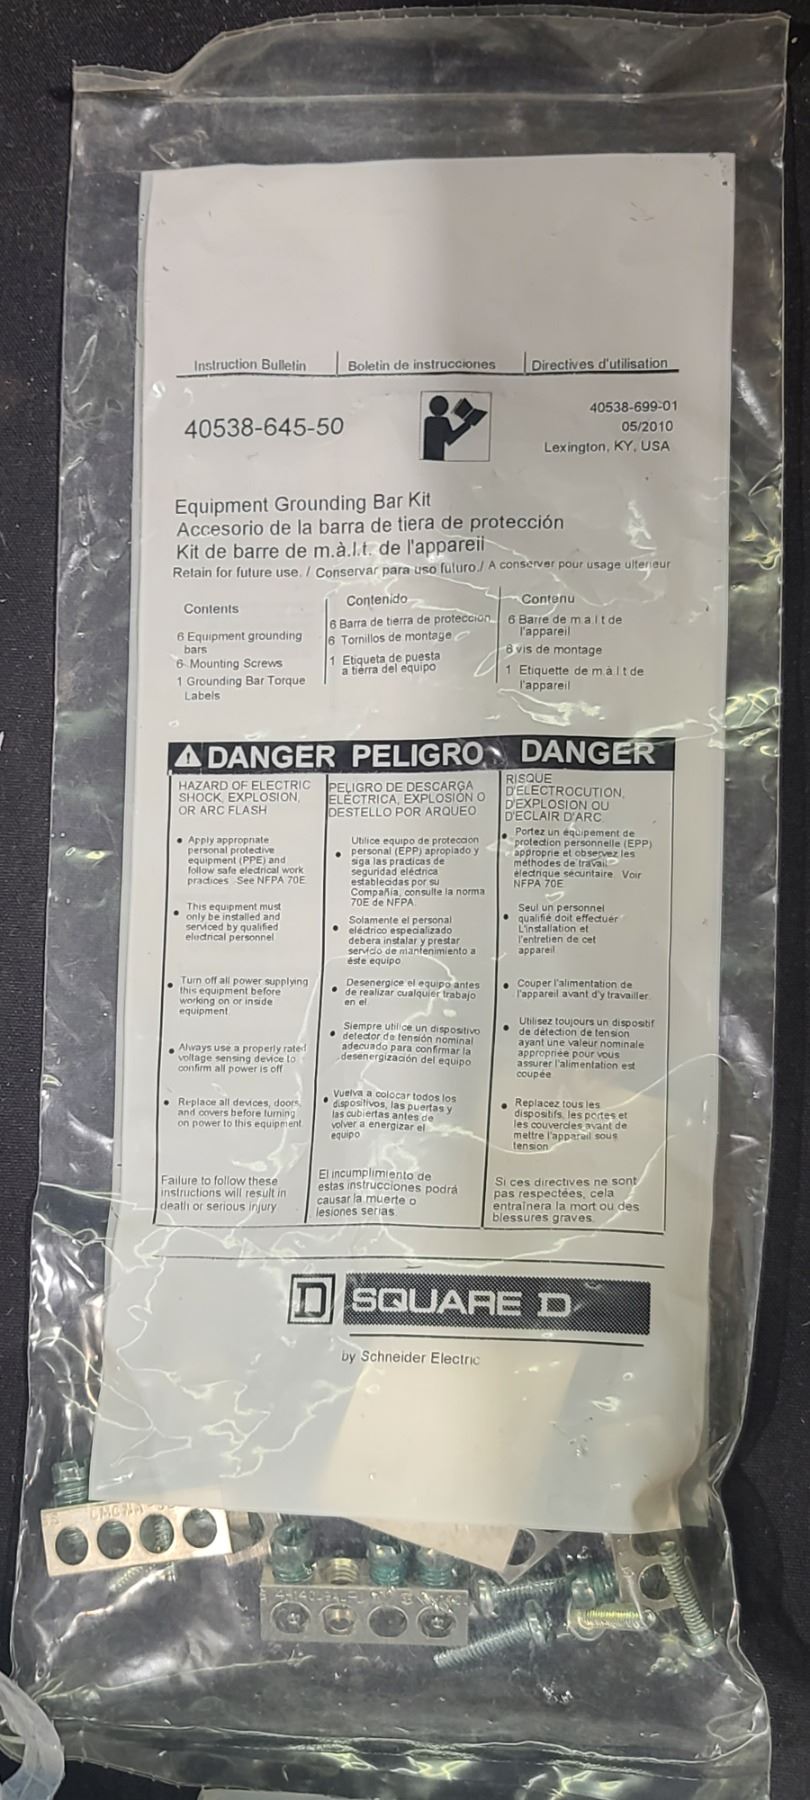 Instruction Bulletin
Boletin de instrucciones
Directives d'utilisation
40538-645-50
40538-699-01
05/2010
Lexington, KY, USA
Equipment Grounding Bar Kit
Accesorio de la barra de tiera de protección
Kit de barre de m.à.l.t. de l'appareil
Retain for future use. / Conservar para uso futuro./ A conserver pour usage ulterieur
Contents
6 Equipment grounding
bars
6 Mounting Screws
1 Grounding Bar Torque
Labels
Contenido
6 Barra de tierra de proteccion
6 Tornillos de montage
1 Etiqueta de puesta
a tierra del equipo
Contenu
6 Barre de m a l t de
l'appareil
6 vis de montage
1 Etiquette de m.à l t de
l'appareil
DANGER PELIGRO DANGER
HAZARD OF ELECTRIC
SHOCK, EXPLOSION,
OR ARC FLASH
• Apply appropriate
personal protective
equipment (PPE) and
follow safe electrical work
practices See NFPA 70E
• This equipment must
only be installed and
serviced by qualified
electrical personnel
• Turn off all power supplying
this equipment before
working on or inside
equipment
• Always use a properly rated
voltage sensing device to
confirm all power is off
• Replace all devices, doors,
and covers before turning
on power to this equipment
Failure to follow these
instructions will result in
death or serious injury
PELIGRO DE DESCARGA
ELÉCTRICA, EXPLOSION O
DESTELLO POR ARQUEO
• Utilice equipo de proteccion
personal (EPP) apropiado y
siga las practicas de
seguridad eléctrica
establecidas por su
Compañia, consulte la norma
70E de NFPA.
• Solamente el personal
eléctrico especializado
debera instalar y prestar
servicio de mantenimiento a
éste equipo
• Desenergice el equipo antes
de realizar cualquier trabajo
en el
• Siempre utilice un dispositivo
detector de tensión nominal
adecuado para confirmar la
desenergización del equipo
• Vuelva a colocar todos los
dispositivos, las puertas y
las cubiertas antes de
volver a energizar el
equipo
El incumplimiento de
estas instrucciones podrá
causar la muerte o
lesiones serias.
RISQUE
D'ÉLECTROCUTION,
D'EXPLOSION OU
D'ECLAIR D'ARC.
• Portez un équipement de
protection personnelle (EPP)
approprie et observez les
méthodes de travail
électrique sécuritaire. Voir
NFPA 70E
• Seul un personnel
qualifié doit effectuer
L'installation et
l'entretien de cet
appareil
• Couper l'alimentation de
l'appareil avant d'y travailler
• Utilisez toujours un dispositif
de détection de tension
ayant une valeur nominale
appropriée pour vous
assurer l'alimentation est
coupée
• Replacez tous les
dispositifs, les portes et
les couvercles avant de
mettre l'appareil sous
tension
Si ces directives ne sont
pas respectées, cela
entraînera la mort ou des
blessures graves.
D SQUARE D
by Schneider Electric